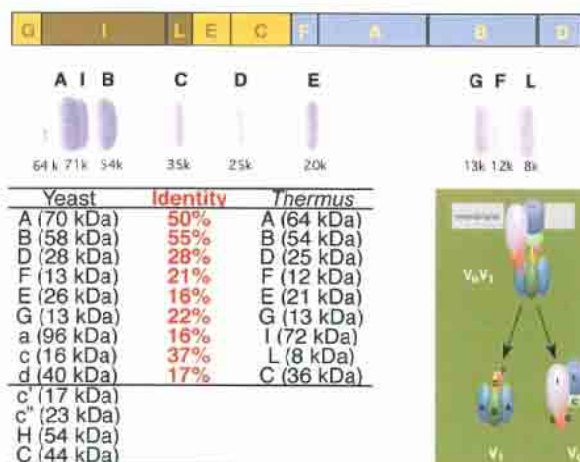 G I L E C F A B D
A I B C D E G F L
64 k 71k 54k 35k 25k 20k 13k 12k 8k
Yeast Identity Thermus
A (70 kDa) 50% A (64 kDa)
B (58 kDa) 55% B (54 kDa)
D (28 kDa) 28% D (25 kDa)
F (13 kDa) 21% F (12 kDa)
E (26 kDa) 16% E (21 kDa)
G (13 kDa) 22% G (13 kDa)
a (96 kDa) 16% I (72 kDa)
c (16 kDa) 37% L (8 kDa)
d (40 kDa) 17% C (36 kDa)
c' (17 kDa)
c" (23 kDa)
H (54 kDa)
C (44 kDa)
V₀V₁
V₁